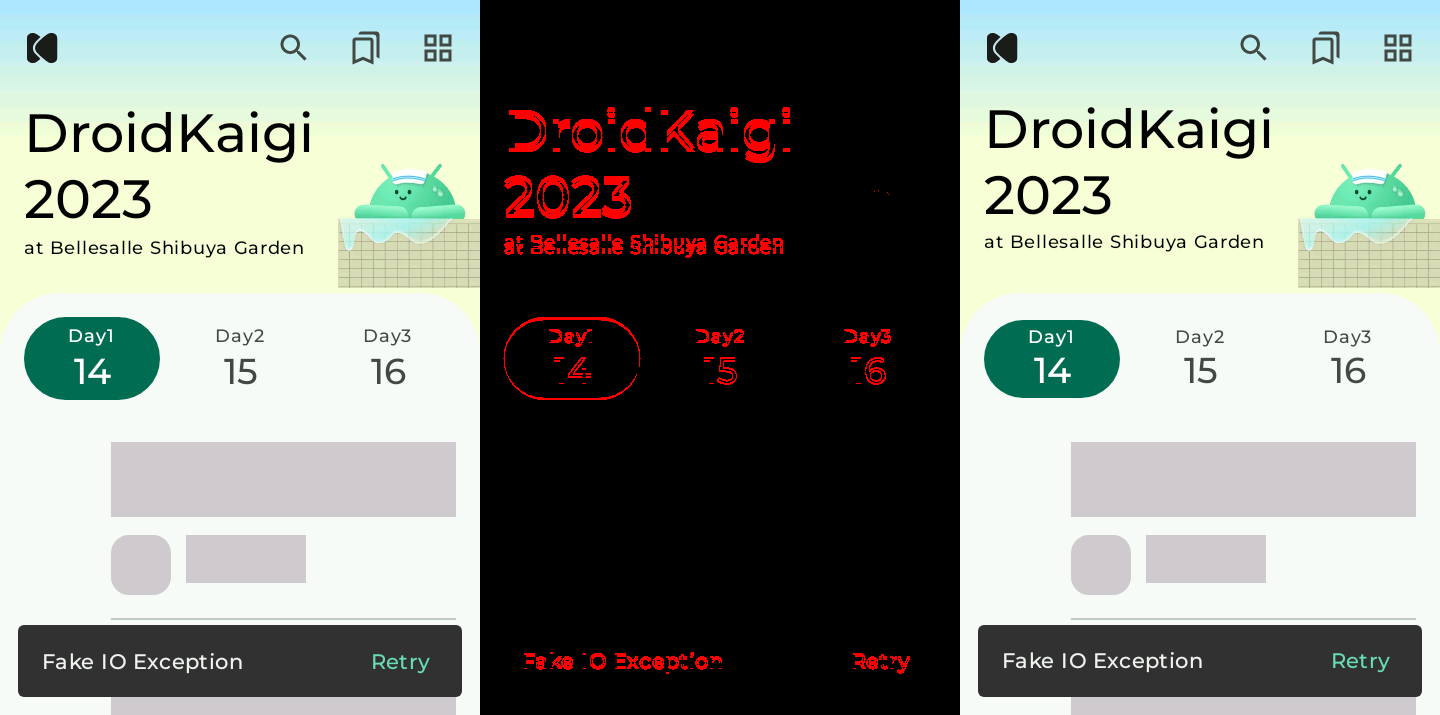 DroidKaigi
2023
at Bellesalle Shibuya Garden
Day1 Day2 Day3
14 15 16
Fake IO Exception Retry
DroidKaigi
2023
at Bellesalle Shibuya Garden
Day1 Day2 Day3
14 15 16
Fake IO Exception Retry
DroidKaigi
2023
at Bellesalle Shibuya Garden
Day1 Day2 Day3
14 15 16
Fake IO Exception Retry